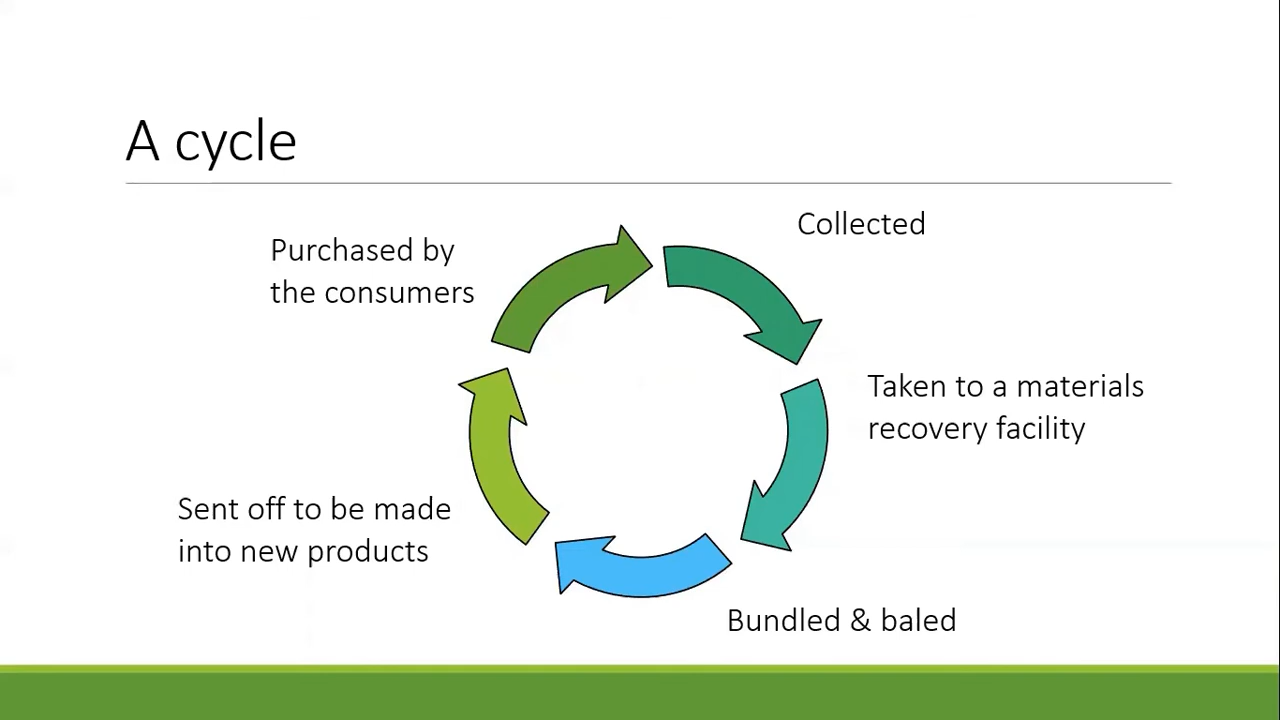 A cycle
Collected
Taken to a materials
recovery facility
Bundled & baled
Sent off to be made
into new products
Purchased by
the consumers